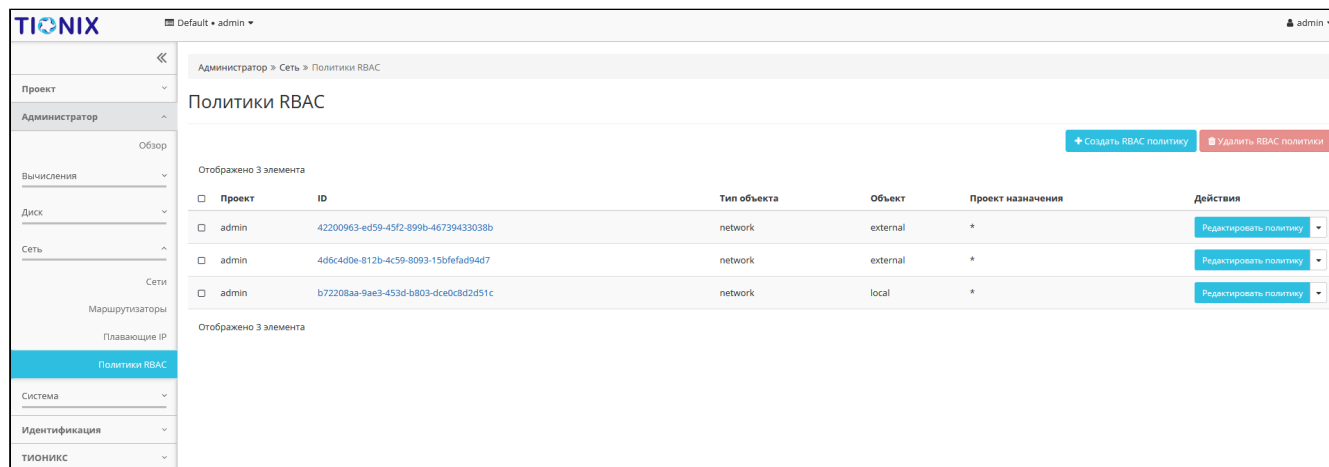 TIONIX
Default • admin
admin
Администратор » Сеть » Политики RBAC
Проект
Администратор
Обзор
Вычисления
Диск
Сеть
Сети
Маршрутизаторы
Плавающие IP
Политики RBAC
Система
Идентификация
ТИОНИКС
Политики RBAC
Создать RBAC политику Удалить RBAC политики
Отображено 3 элемента
Проект ID Тип объекта Объект Проект назначения Действия
admin 42200963-ed59-45f2-899b-46739433038b network external * Редактировать политику
admin 4d6c4d0e-812b-4c59-8093-15bfefad94d7 network external * Редактировать политику
admin b72208aa-9ae3-453d-b803-dce0c8d2d51c network local * Редактировать политику
Отображено 3 элемента